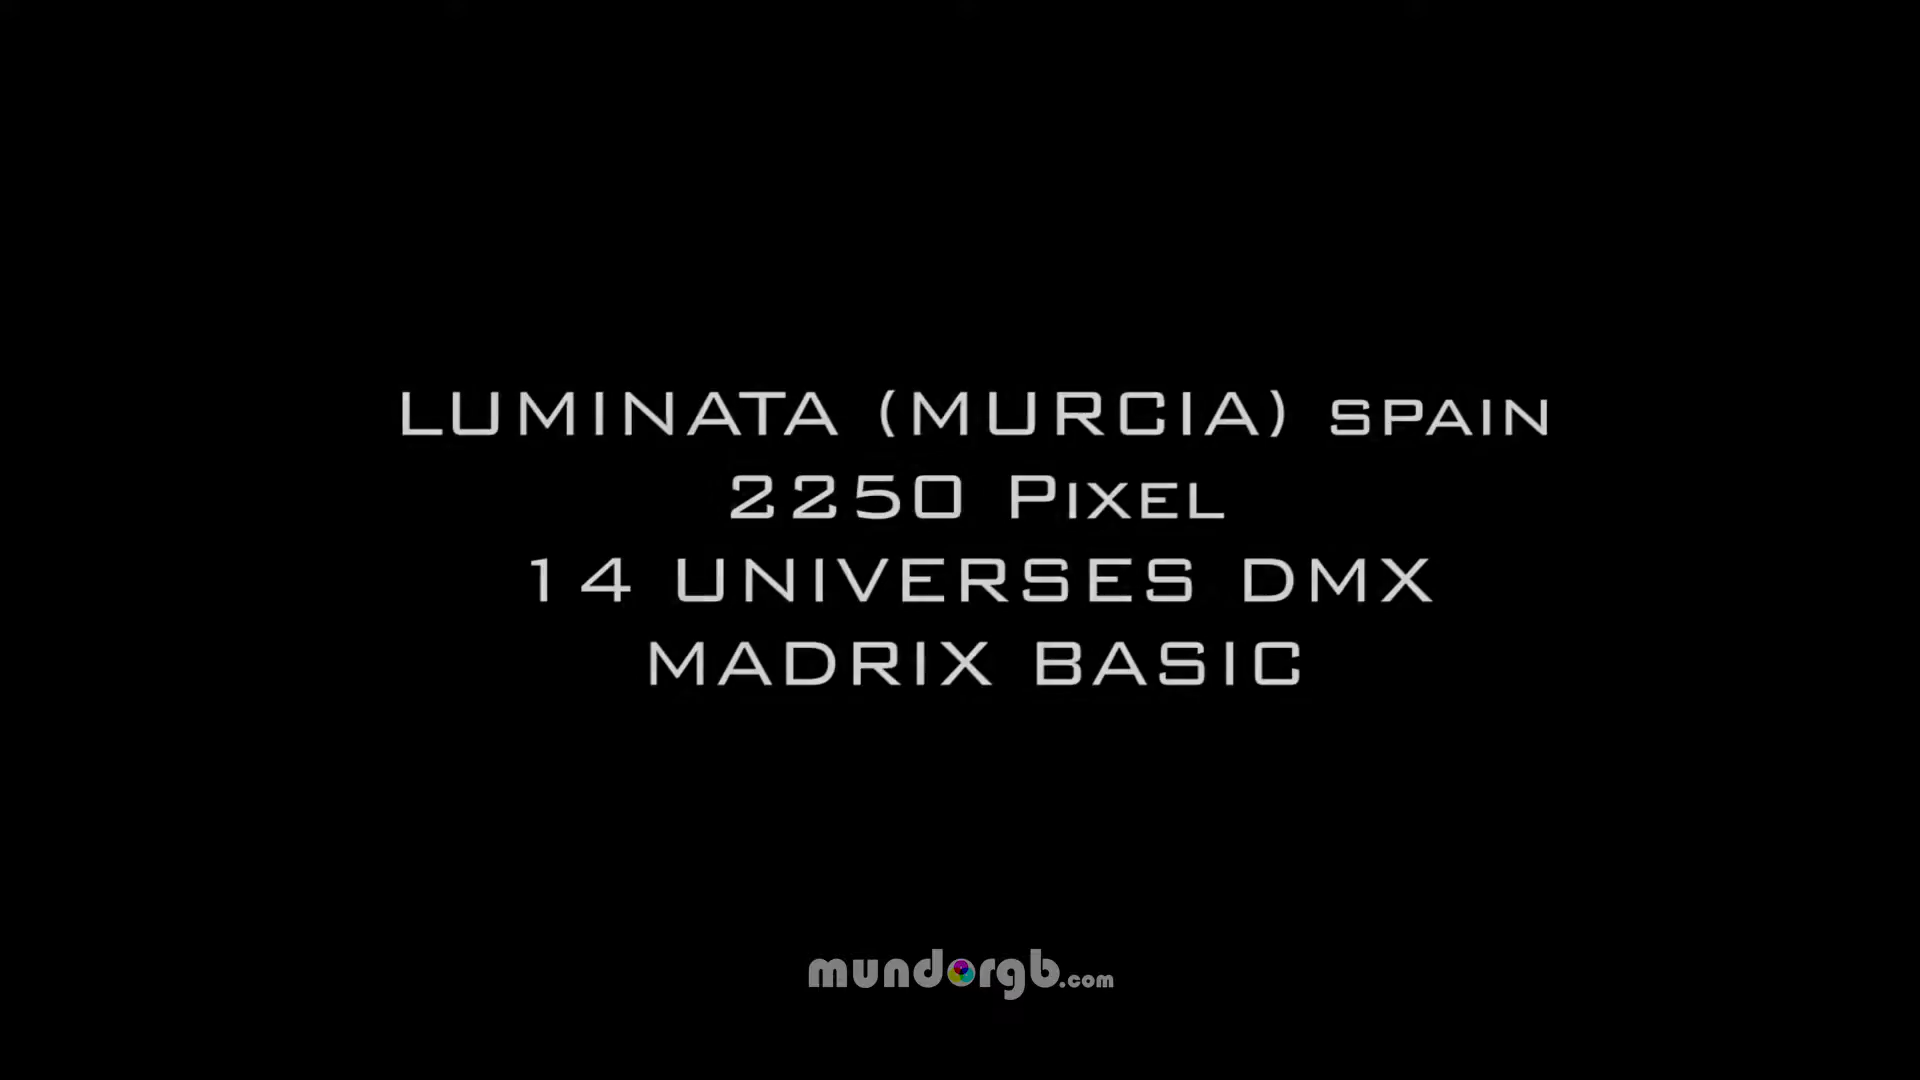 LUMINATA (MURCIA) SPAIN
2250 PIXEL
14 UNIVERSES DMX
MADRIX BASIC
mundorgb.com